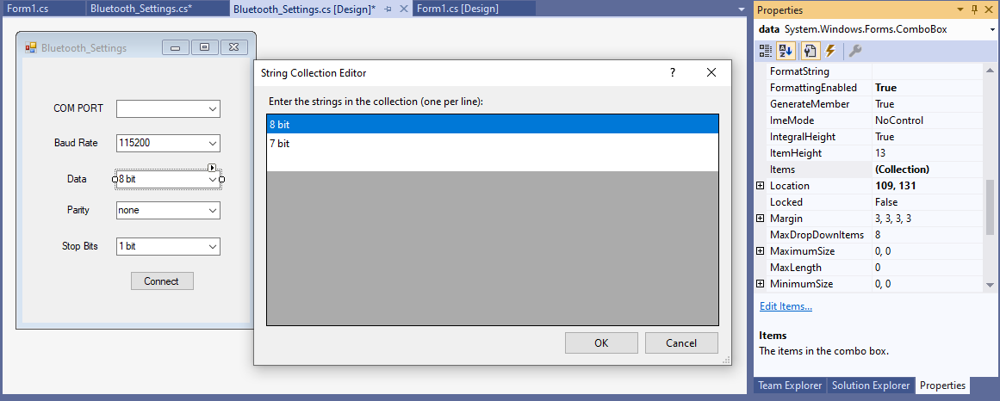 Form1.cs Bluetooth_Settings.cs* Bluetooth_Settings.cs [Design]* Form1.cs [Design]
Bluetooth_Settings
COM PORT
Baud Rate 115200
Data 8 bit
Parity none
Stop Bits 1 bit
Connect
String Collection Editor ?
Enter the strings in the collection (one per line):
8 bit
7 bit
OK Cancel
Properties
data System.Windows.Forms.ComboBox
FormatString
FormattingEnabled True
GenerateMember True
ImeMode NoControl
IntegralHeight True
ItemHeight 13
Items (Collection)
Location 109, 131
Locked False
Margin 3, 3, 3, 3
MaxDropDownItems 8
MaximumSize 0, 0
MaxLength 0
MinimumSize 0, 0
Edit Items...
Items
The items in the combo box.
Team Explorer Solution Explorer Properties